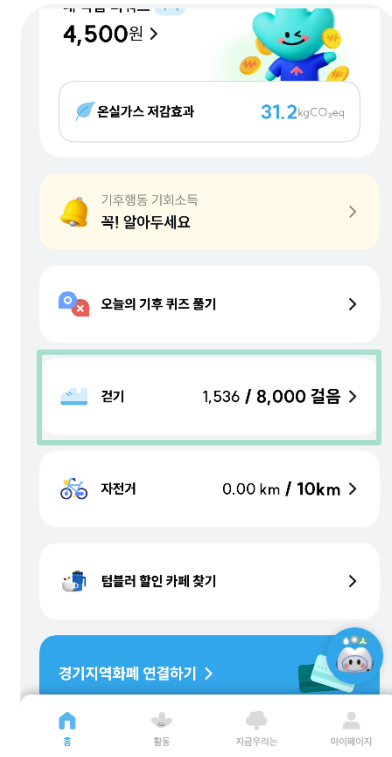 4,500원 >
온실가스 저감효과 31.2kgCO₂eq
기후행동 기회소득
꼭! 알아두세요
오늘의 기후 퀴즈 풀기
걷기 1,536 / 8,000 걸음
자전거 0.00 km / 10km
텀블러 할인 카페 찾기
경기지역화폐 연결하기
홈 활동 지금우리는 마이페이지